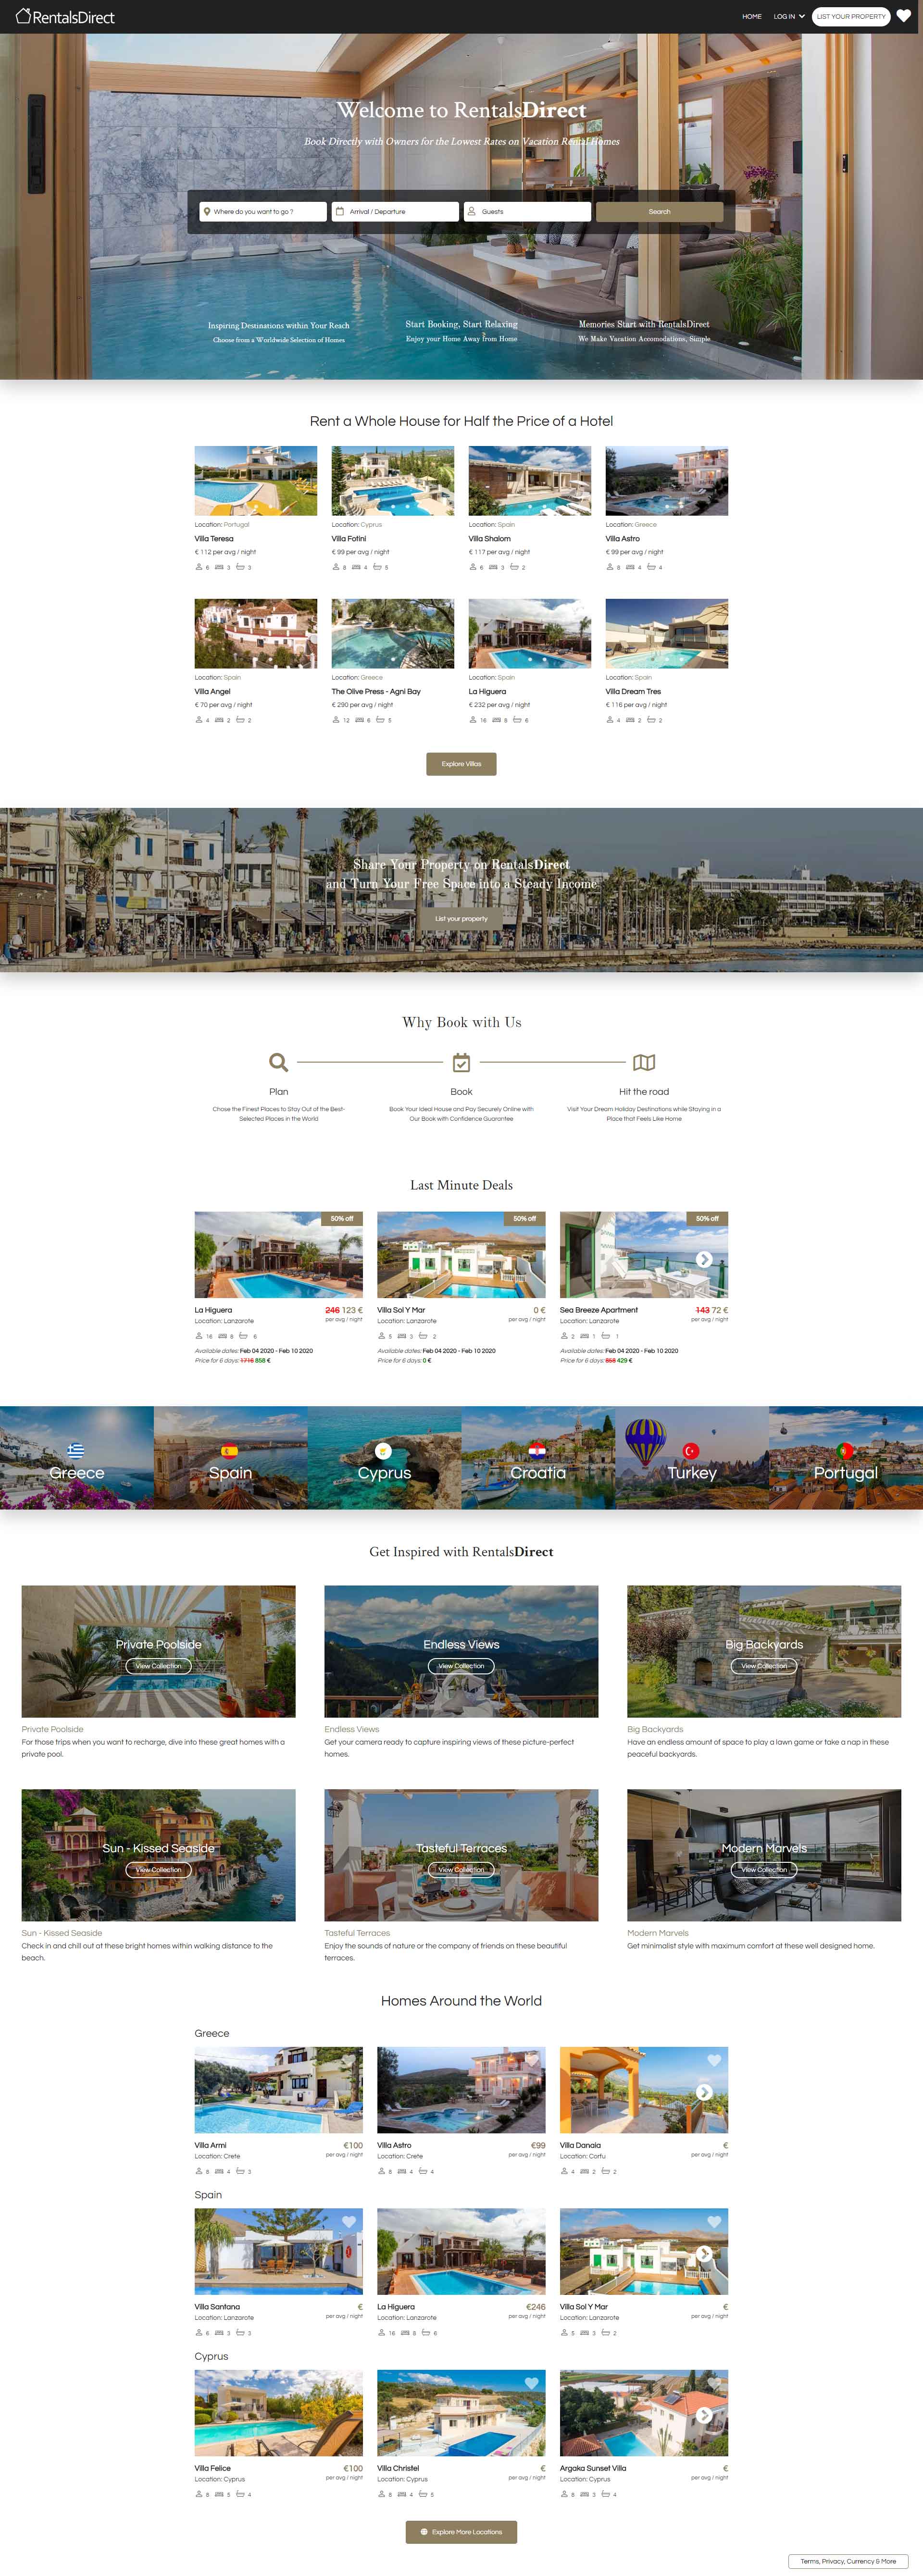 RentalsDirect
HOME
LOG IN
LIST YOUR PROPERTY
Welcome to RentalsDirect
Book Directly with Owners for the Lowest Rates on Vacation Rental Homes
Where do you want to go ?
Arrival / Departure
Guests
Search
Inspiring Destinations within Your Reach
Choose from a Worldwide Selection of Homes
Start Booking, Start Relaxing
Enjoy your Home Away from Home
Memories Start with RentalsDirect
We Make Vacation Accomodations, Simple
Rent a Whole House for Half the Price of a Hotel
Location: Portugal
Villa Teresa
€ 112 per avg / night
6 3 3
Location: Cyprus
Villa Fotini
€ 99 per avg / night
8 4 5
Location: Spain
Villa Shalom
€ 117 per avg / night
6 3 2
Location: Greece
Villa Astro
€ 99 per avg / night
8 4 4
Location: Spain
Villa Angel
€ 70 per avg / night
4 2 2
Location: Greece
The Olive Press - Agni Bay
€ 290 per avg / night
12 6 5
Location: Spain
La Higuera
€ 232 per avg / night
16 8 6
Location: Spain
Villa Dream Tres
€ 116 per avg / night
4 2 2
Explore Villas
Share Your Property on RentalsDirect
and Turn Your Free Space into a Steady Income
List your property
Why Book with Us
Plan
Chose the Finest Places to Stay Out of the Best-
Selected Places in the World
Book
Book Your Ideal House and Pay Securely Online with
Our Book with Confidence Guarantee
Hit the road
Visit Your Dream Holiday Destinations while Staying in a
Place that Feels Like Home
Last Minute Deals
50% off
La Higuera
246 123 €
Location: Lanzarote
per avg / night
16 8 6
Available dates: Feb 04 2020 - Feb 10 2020
Price for 6 days: 1716 858 €
50% off
Villa Sol Y Mar
0 €
Location: Lanzarote
per avg / night
5 3 2
Available dates: Feb 04 2020 - Feb 10 2020
Price for 6 days: 0 €
50% off
Sea Breeze Apartment
143 72 €
Location: Lanzarote
per avg / night
2 1 1
Available dates: Feb 04 2020 - Feb 10 2020
Price for 6 days: 858 429 €
Greece
Spain
Cyprus
Croatia
Turkey
Portugal
Get Inspired with RentalsDirect
Private Poolside
View Collection
Private Poolside
For those trips when you want to recharge, dive into these great homes with a
private pool.
Endless Views
View Collection
Endless Views
Get your camera ready to capture inspiring views of these picture-perfect
homes.
Big Backyards
View Collection
Big Backyards
Have an endless amount of space to play a lawn game or take a nap in these
peaceful backyards.
Sun - Kissed Seaside
View Collection
Sun - Kissed Seaside
Check in and chill out at these bright homes within walking distance to the
beach.
Tasteful Terraces
View Collection
Tasteful Terraces
Enjoy the sounds of nature or the company of friends on these beautiful
terraces.
Modern Marvels
View Collection
Modern Marvels
Get minimalist style with maximum comfort at these well designed home.
Homes Around the World
Greece
Villa Armi
€100
Location: Crete
per avg / night
8 4 3
Villa Astro
€99
Location: Crete
per avg / night
8 4 4
Villa Danaia
€
Location: Corfu
per avg / night
4 2 2
Spain
Villa Santana
€
Location: Lanzarote
per avg / night
6 3 3
La Higuera
€246
Location: Lanzarote
per avg / night
16 8 6
Villa Sol Y Mar
€
Location: Lanzarote
per avg / night
5 3 2
Cyprus
Villa Felice
€100
Location: Cyprus
per avg / night
8 5 4
Villa Christel
€
Location: Cyprus
per avg / night
8 4 5
Argaka Sunset Villa
€
Location: Cyprus
per avg / night
8 3 4
Explore More Locations
Terms, Privacy, Currency & More